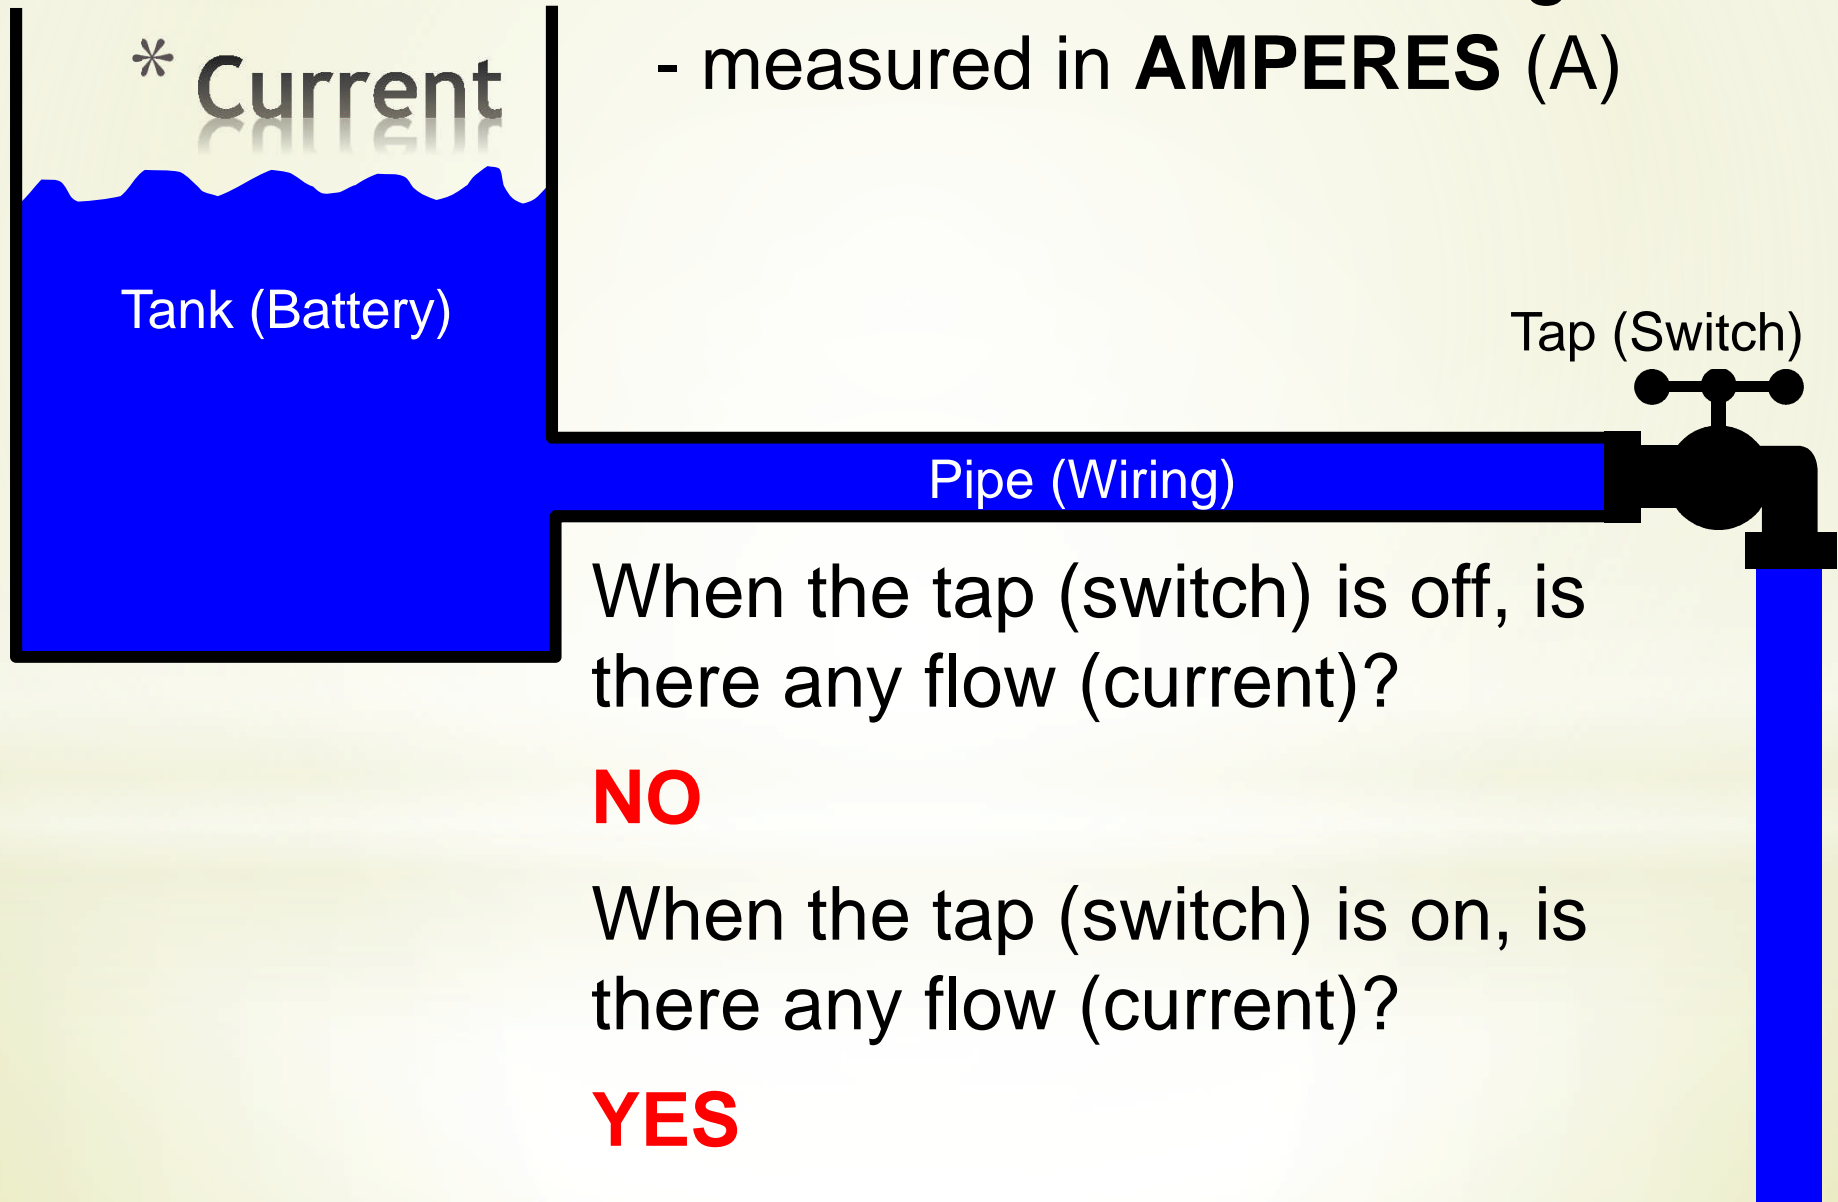 * Current
- measured in AMPERES (A)
Tank (Battery)
Tap (Switch)
Pipe (Wiring)
When the tap (switch) is off, is
there any flow (current)?
NO
When the tap (switch) is on, is
there any flow (current)?
YES